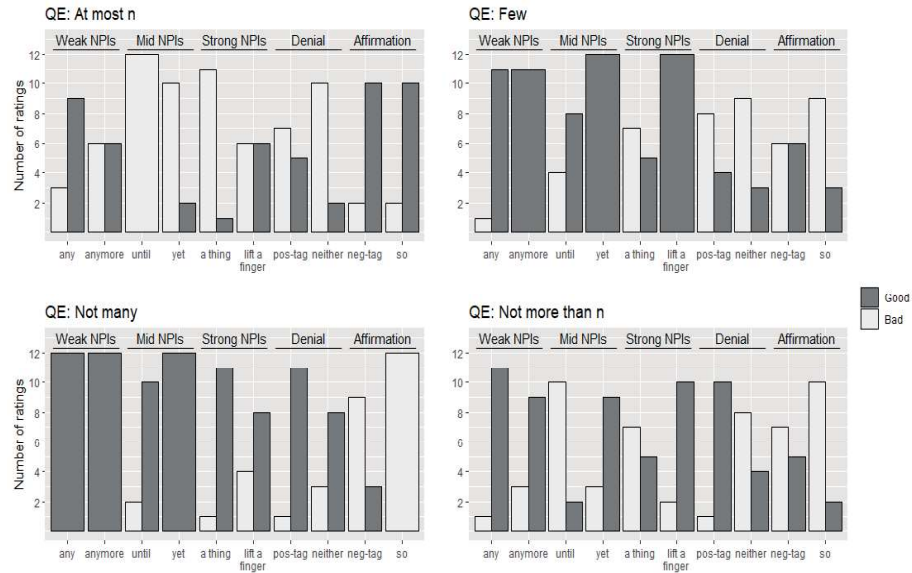 QE: At most n
Weak NPIs Mid NPIs Strong NPIs Denial Affirmation
Number of ratings
12
10
8
6
4
2
any anymore until yet a thing lift a finger pos-tag neither neg-tag so
QE: Few
Weak NPIs Mid NPIs Strong NPIs Denial Affirmation
12
10
8
6
4
2
any anymore until yet a thing lift a finger pos-tag neither neg-tag so
Good
Bad
QE: Not many
Weak NPIs Mid NPIs Strong NPIs Denial Affirmation
Number of ratings
12
10
8
6
4
2
any anymore until yet a thing lift a finger pos-tag neither neg-tag so
QE: Not more than n
Weak NPIs Mid NPIs Strong NPIs Denial Affirmation
12
10
8
6
4
2
any anymore until yet a thing lift a finger pos-tag neither neg-tag so